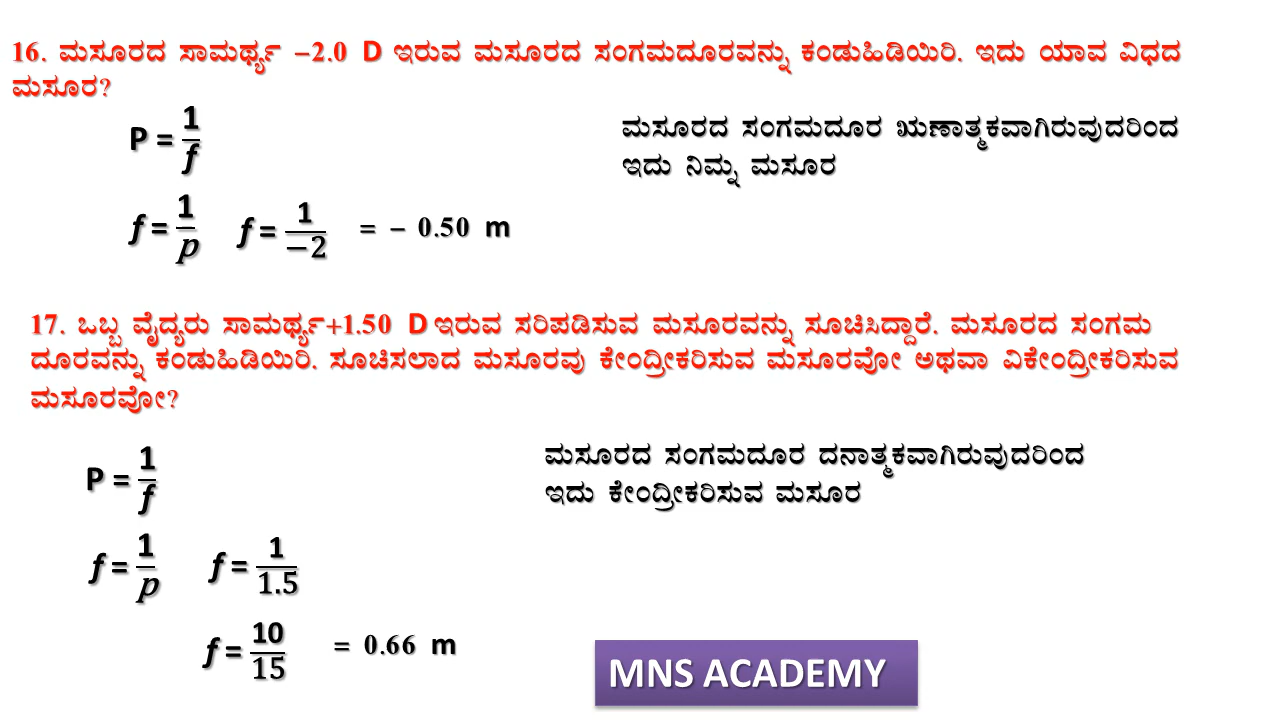 16. ಮಸೂರದ ಸಾಮರ್ಥ್ಯ –2.0 D ಇರುವ ಮಸೂರದ ಸಂಗಮದೂರವನ್ನು ಕಂಡುಹಿಡಿಯಿರಿ. ಇದು ಯಾವ ವಿಧದ
ಮಸೂರ?
P = 1/f
ಮಸೂರದ ಸಂಗಮದೂರ ಋಣಾತ್ಮಕವಾಗಿರುವುದರಿಂದ
ಇದು ನಿಮ್ನ ಮಸೂರ
f = 1/p f = 1/−2 = – 0.50 m
17. ಒಬ್ಬ ವೈದ್ಯರು ಸಾಮರ್ಥ್ಯ+1.50 D ಇರುವ ಸರಿಪಡಿಸುವ ಮಸೂರವನ್ನು ಸೂಚಿಸಿದ್ದಾರೆ. ಮಸೂರದ ಸಂಗಮ
ದೂರವನ್ನು ಕಂಡುಹಿಡಿಯಿರಿ. ಸೂಚಿಸಲಾದ ಮಸೂರವು ಕೇಂದ್ರೀಕರಿಸುವ ಮಸೂರವೋ ಅಥವಾ ವಿಕೇಂದ್ರೀಕರಿಸುವ
ಮಸೂರವೋ?
P = 1/f
ಮಸೂರದ ಸಂಗಮದೂರ ದನಾತ್ಮಕವಾಗಿರುವುದರಿಂದ
ಇದು ಕೇಂದ್ರೀಕರಿಸುವ ಮಸೂರ
f = 1/p f = 1/1.5
f = 10/15 = 0.66 m
MNS ACADEMY